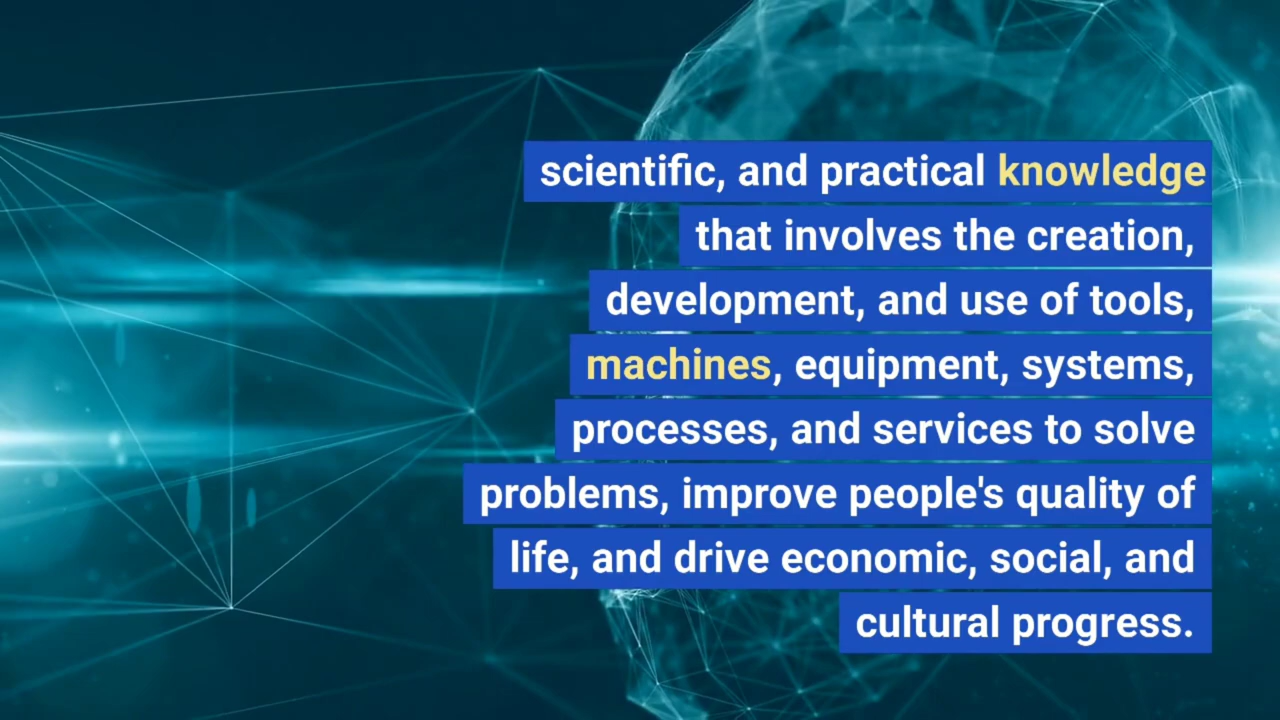 scientific, and practical knowledge
that involves the creation,
development, and use of tools,
machines, equipment, systems,
processes, and services to solve
problems, improve people's quality of
life, and drive economic, social, and
cultural progress.